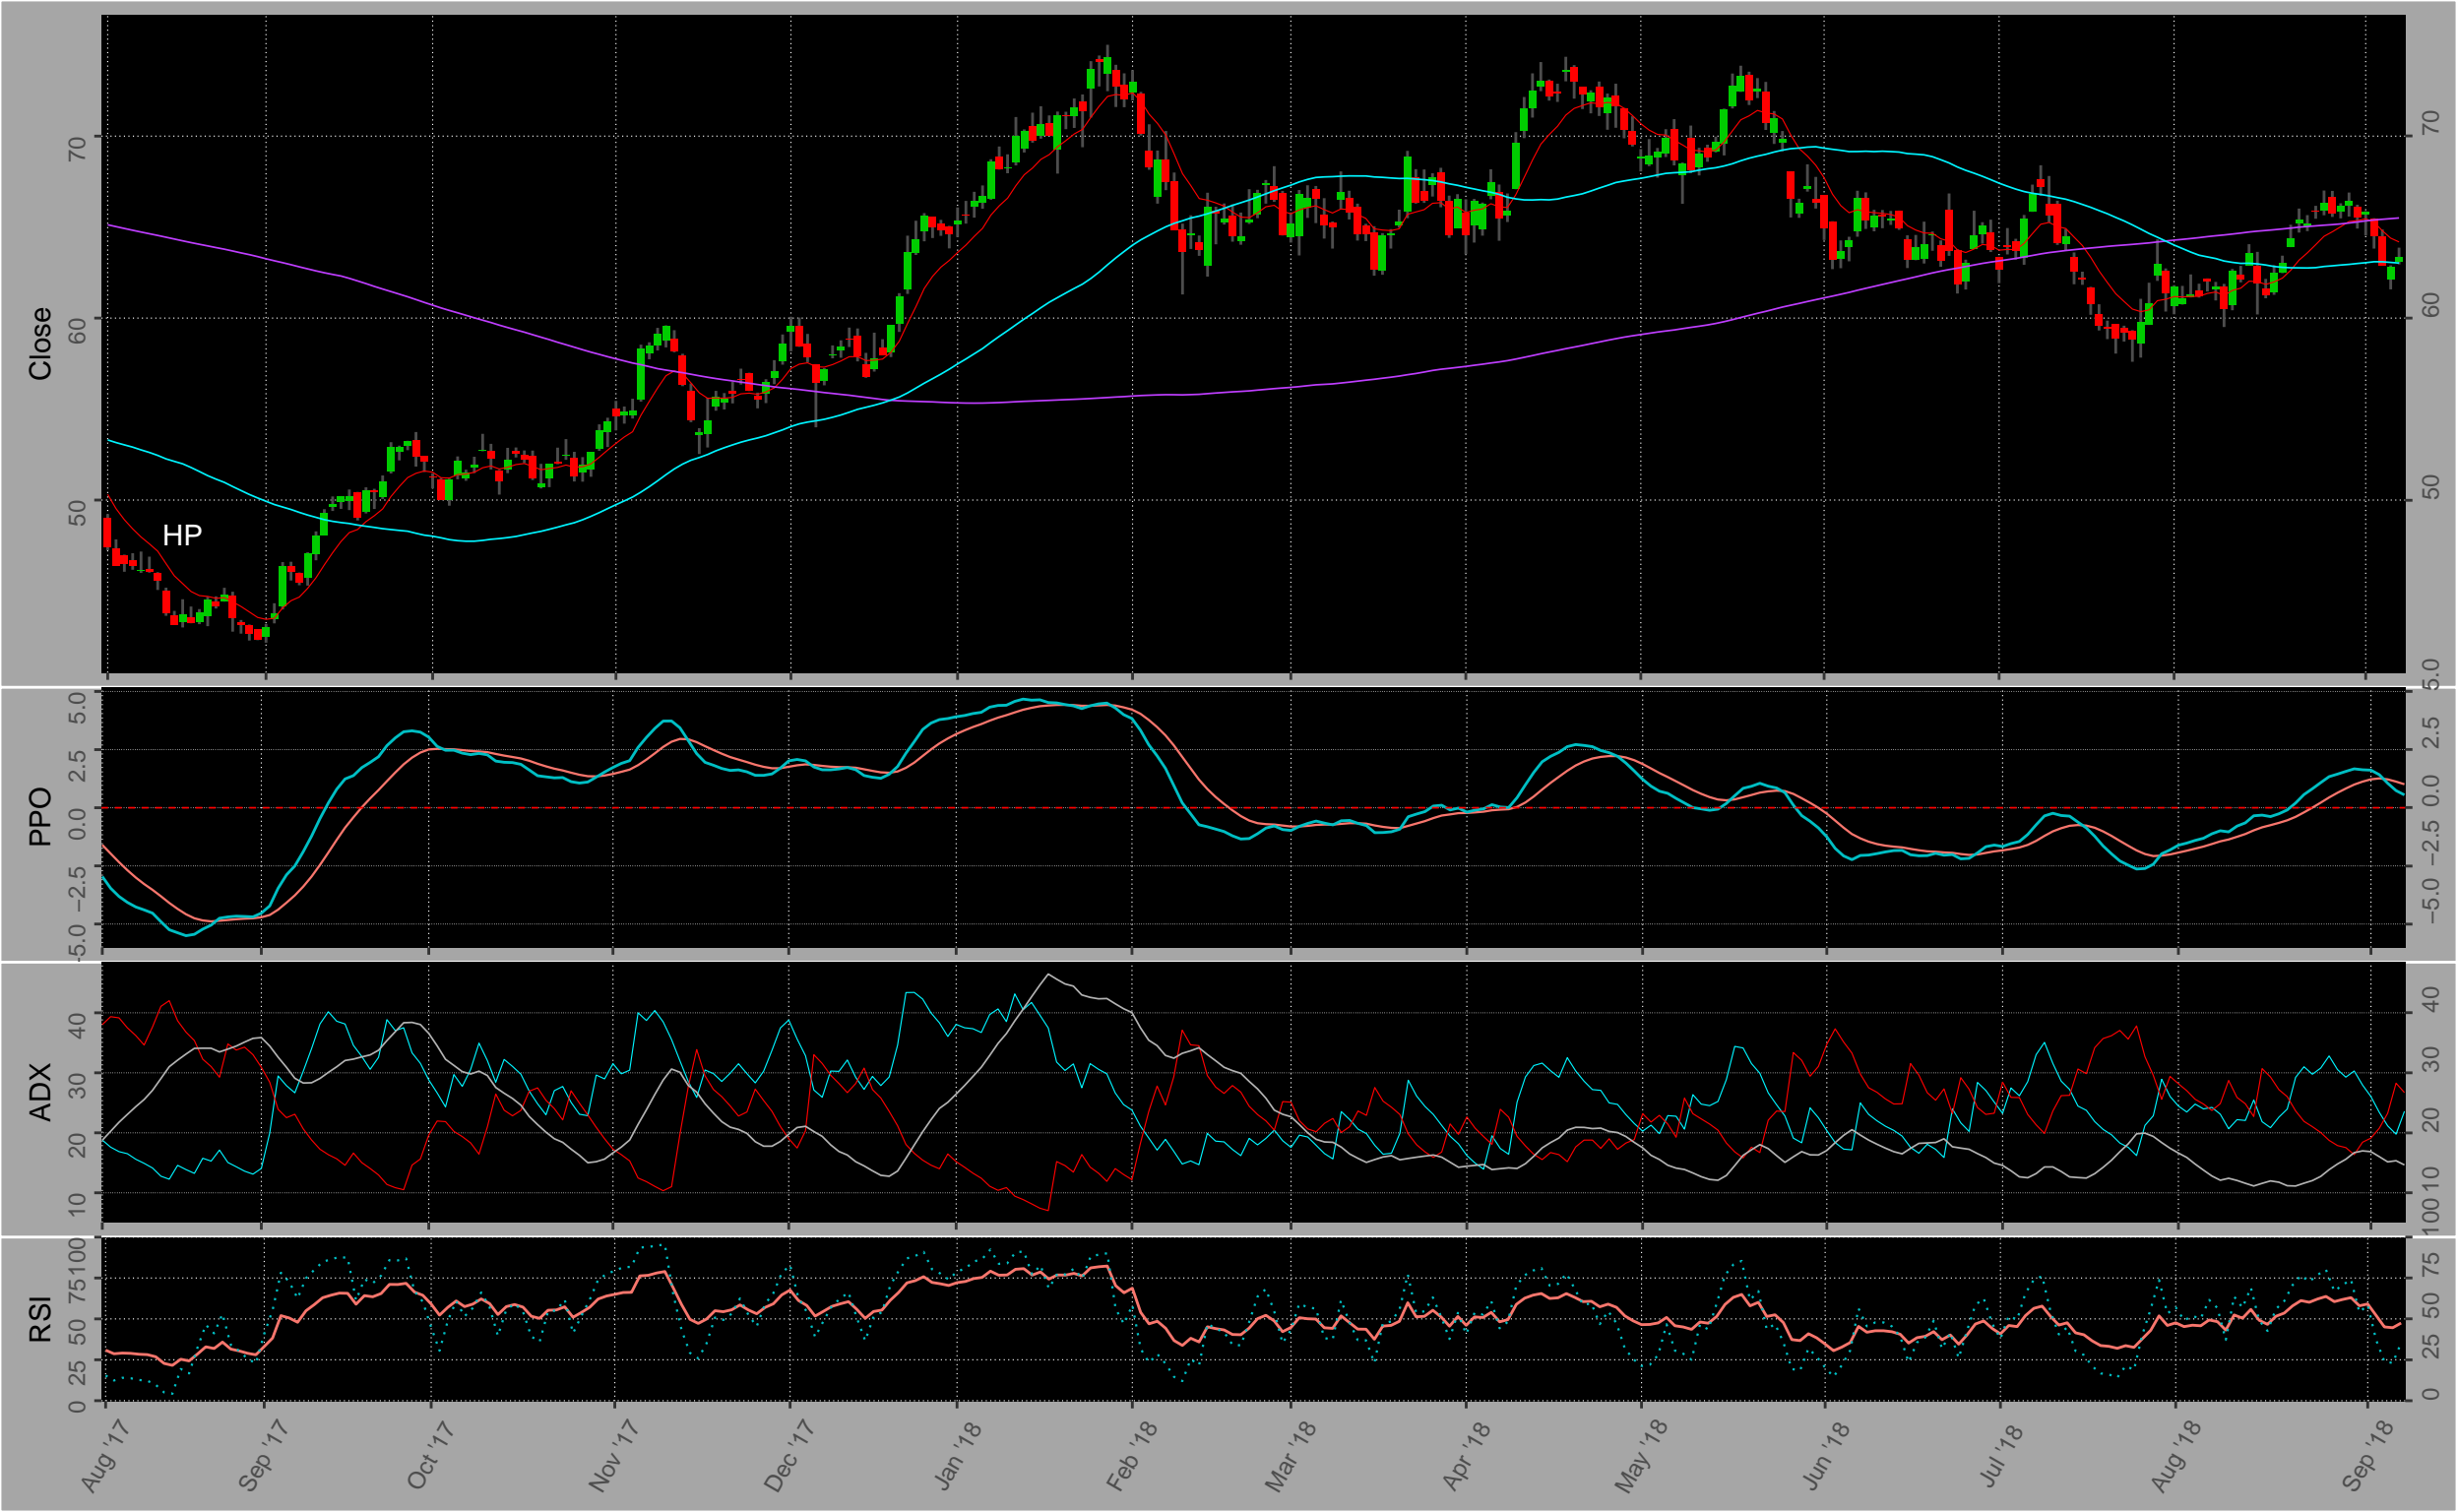 Close
70
60
50
HP
70
60
50
PPO
5.0
2.5
0.0
−2.5
−5.0
5.0
2.5
0.0
−2.5
−5.0
ADX
40
30
20
10
40
30
20
10
RSI
100
75
50
25
0
100
75
50
25
0
Aug '17
Sep '17
Oct '17
Nov '17
Dec '17
Jan '18
Feb '18
Mar '18
Apr '18
May '18
Jun '18
Jul '18
Aug '18
Sep '18